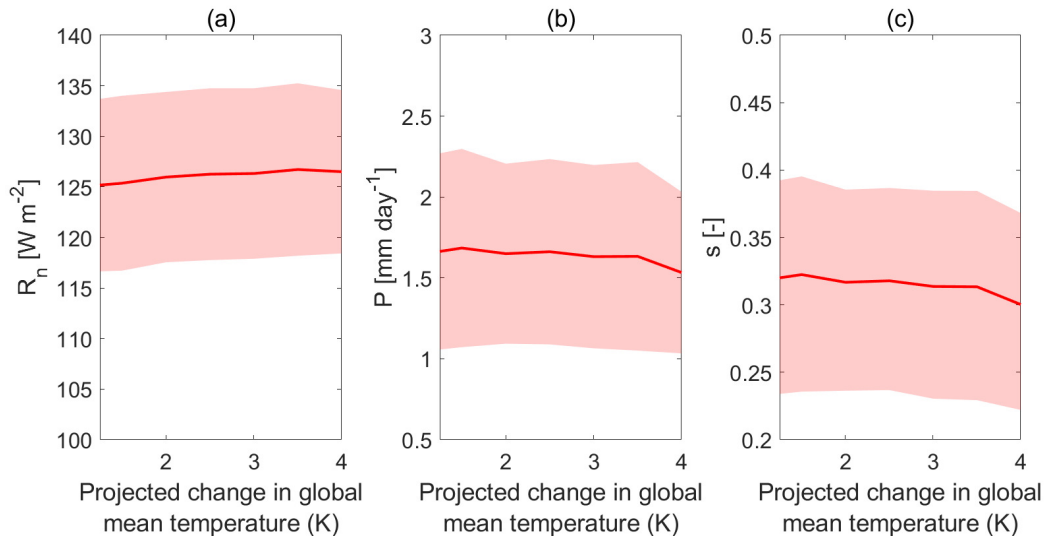 (a)
140
135
130
125
120
115
110
105
100
R_n [W m^-2]
2 3 4
Projected change in global
mean temperature (K)
(b)
3
2.5
2
1.5
1
0.5
P [mm day^-1]
2 3 4
Projected change in global
mean temperature (K)
(c)
0.5
0.45
0.4
0.35
0.3
0.25
0.2
s [-]
2 3 4
Projected change in global
mean temperature (K)